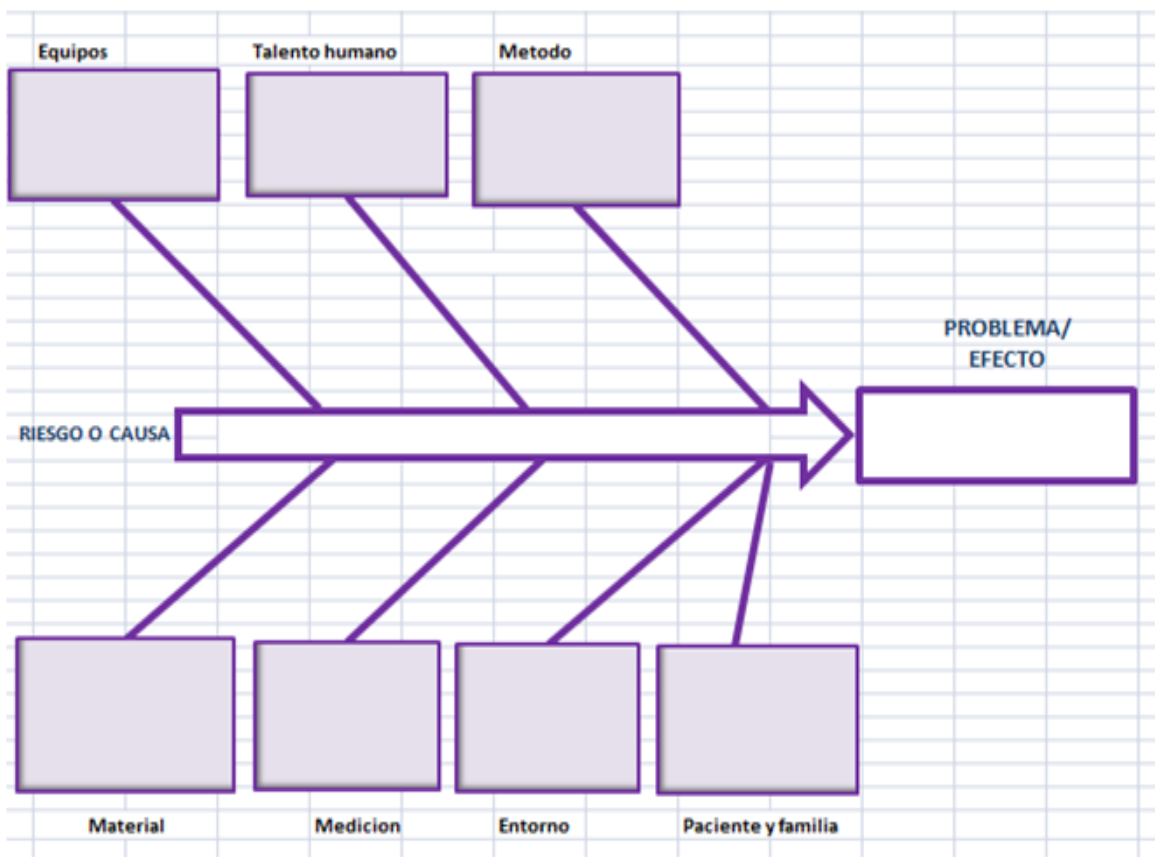 Equipos
Talento humano
Metodo
PROBLEMA/
EFECTO
RIESGO O CAUSA
Material
Medicion
Entorno
Paciente y familia